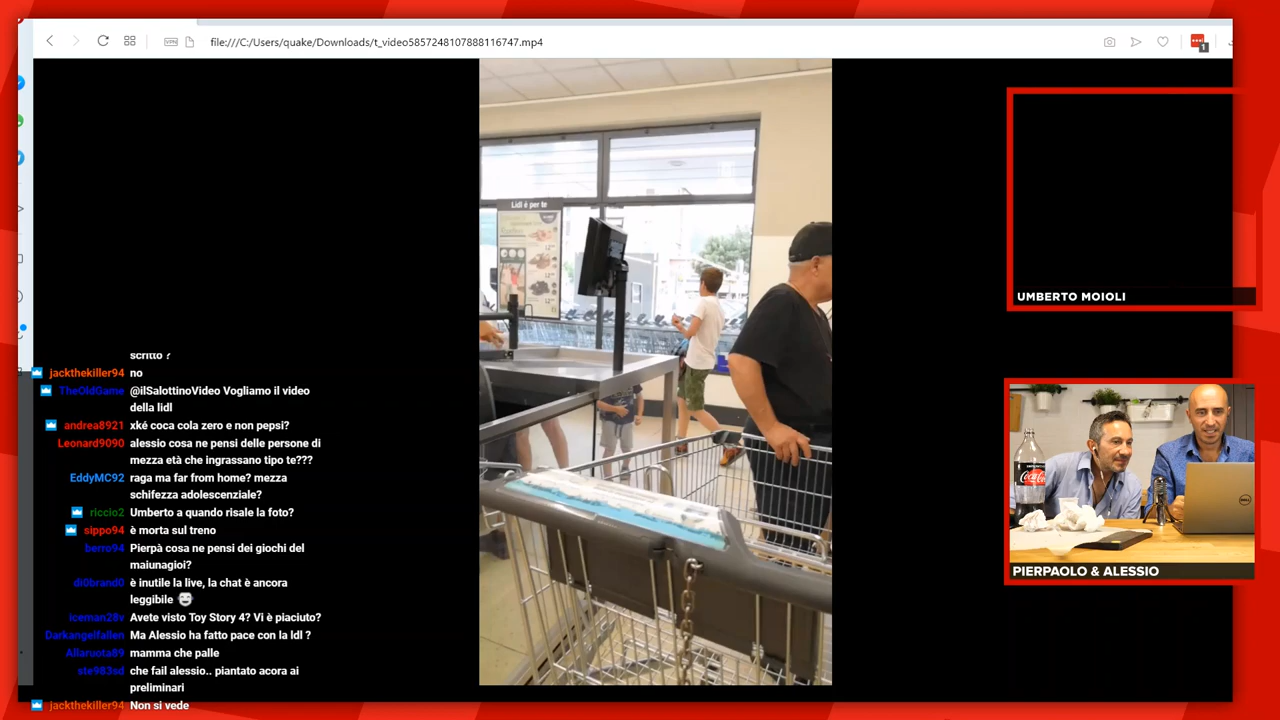 file:///C:/Users/quake/Downloads/t_video5857248107888116747.mp4
VPN
1
Lidl è per te
UMBERTO MOIOLI
scritto ?
jackthekiller94 no
TheOldGame @ilSalottinoVideo Vogliamo il video
della lidl
andrea8921 xké coca cola zero e non pepsi?
Leonard9090 alessio cosa ne pensi delle persone di
mezza età che ingrassano tipo te???
EddyMC92 raga ma far from home? mezza
schifezza adolescenziale?
riccio2 Umberto a quando risale la foto?
sippo94 è morta sul treno
berro94 Pierpà cosa ne pensi dei giochi del
maiunagioi?
di0brand0 è inutile la live, la chat è ancora
leggibile
iceman28v Avete visto Toy Story 4? Vi è piaciuto?
Darkangelfallen Ma Alessio ha fatto pace con la ldl ?
Allaruota89 mamma che palle
ste983sd che fail alessio.. piantato acora ai
preliminari
jackthekiller94 Non si vede
Coca-Cola
DELL
PIERPAOLO & ALESSIO